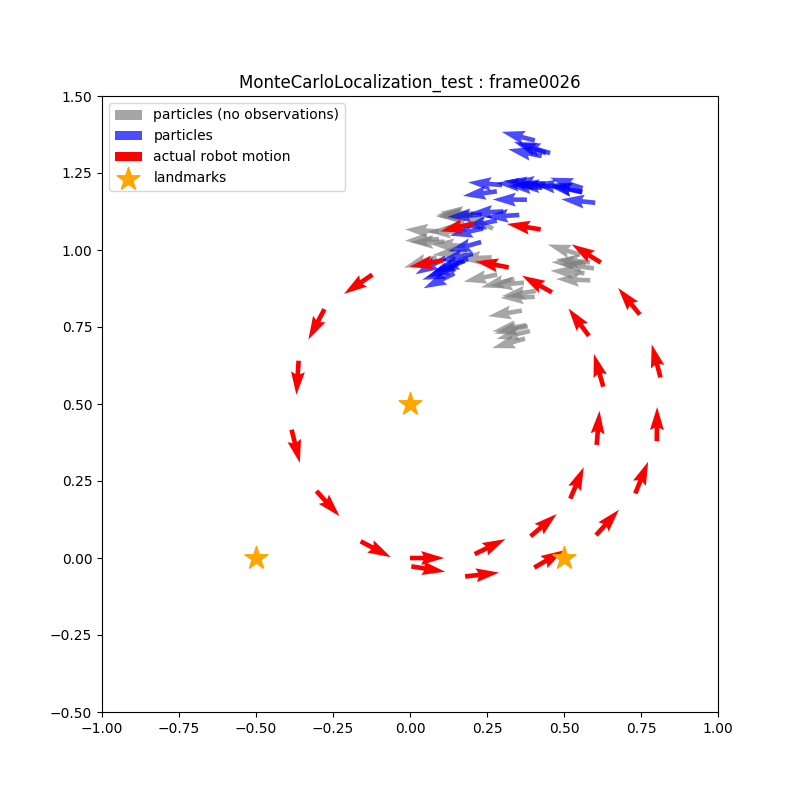 MonteCarloLocalization_test : frame0026
particles (no observations)
particles
actual robot motion
landmarks
1.50
1.25
1.00
0.75
0.50
0.25
0.00
−0.25
−0.50
−1.00 −0.75 −0.50 −0.25 0.00 0.25 0.50 0.75 1.00